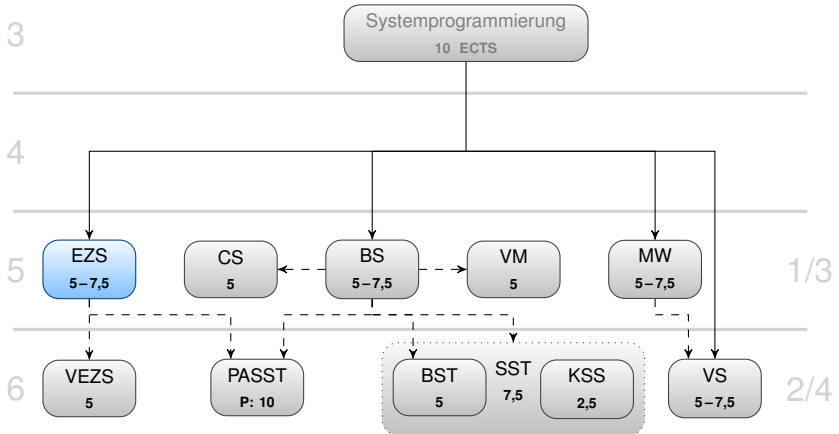 3
Systemprogrammierung
10 ECTS
4
5
EZS
5–7,5
CS
5
BS
5–7,5
VM
5
MW
5–7,5
1/3
6
VEZS
5
PASST
P: 10
BST
5
SST
7,5
KSS
2,5
VS
5–7,5
2/4